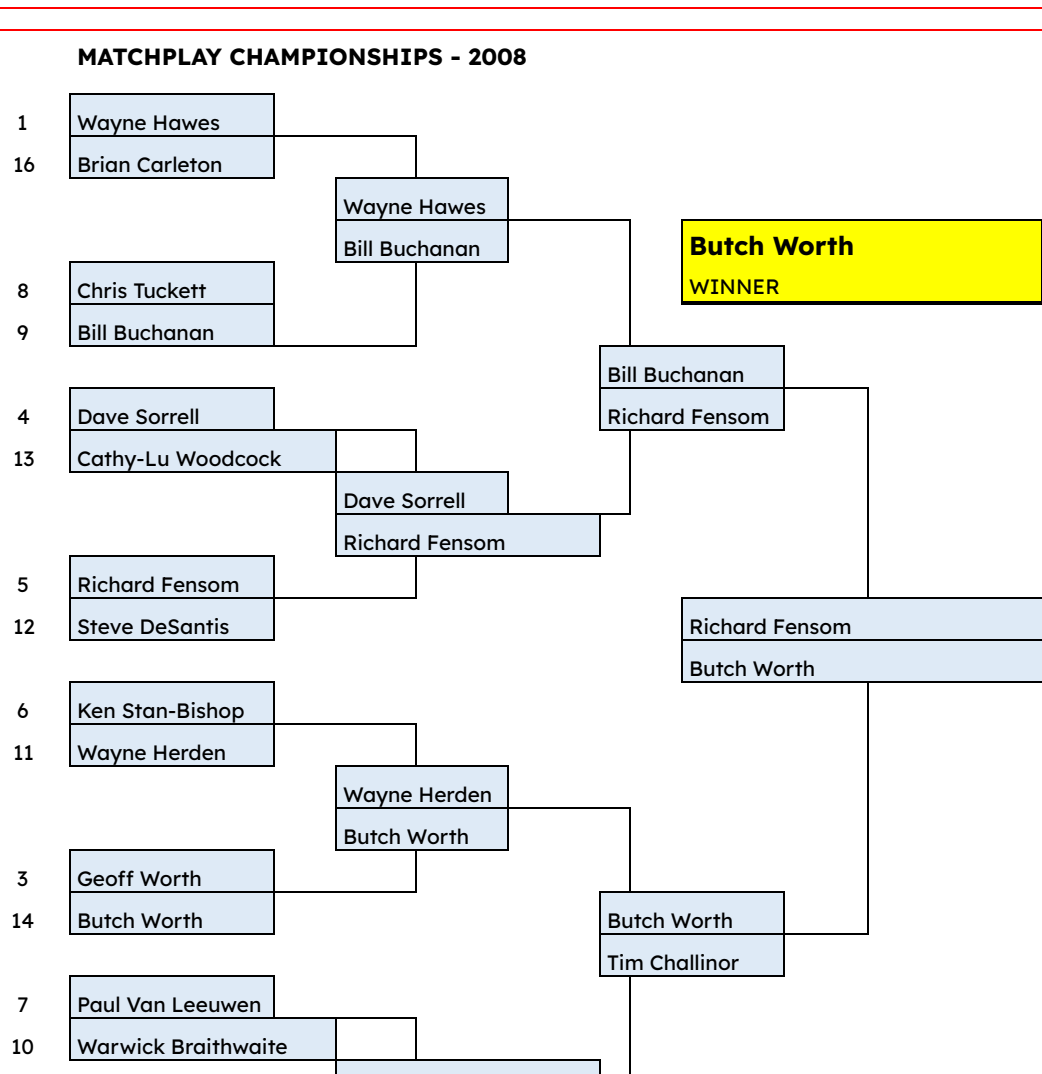 MATCHPLAY CHAMPIONSHIPS - 2008
1 Wayne Hawes
16 Brian Carleton
Wayne Hawes
Bill Buchanan
Butch Worth
WINNER
8 Chris Tuckett
9 Bill Buchanan
Bill Buchanan
Richard Fensom
4 Dave Sorrell
13 Cathy-Lu Woodcock
Dave Sorrell
Richard Fensom
5 Richard Fensom
12 Steve DeSantis
Richard Fensom
Butch Worth
6 Ken Stan-Bishop
11 Wayne Herden
Wayne Herden
Butch Worth
3 Geoff Worth
14 Butch Worth
Butch Worth
Tim Challinor
7 Paul Van Leeuwen
10 Warwick Braithwaite